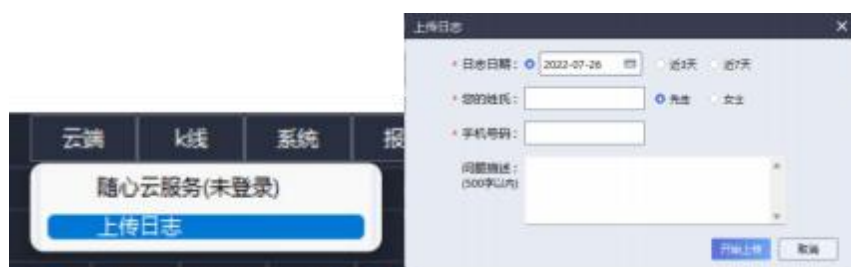 云端 k线 系统 报
随心云服务(未登录)
上传日志
上传日志
* 日志日期: 2022-07-26 近3天 近7天
* 您的姓氏: 先生 女士
* 手机号码:
问题描述:
(500字以内)
开始上传 取消